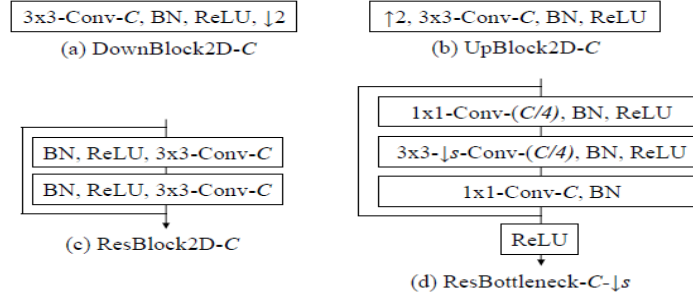 3x3-Conv-C, BN, ReLU, ↓2
(a) DownBlock2D-C
↑2, 3x3-Conv-C, BN, ReLU
(b) UpBlock2D-C
BN, ReLU, 3x3-Conv-C
BN, ReLU, 3x3-Conv-C
(c) ResBlock2D-C
1x1-Conv-(C/4), BN, ReLU
3x3-↓s-Conv-(C/4), BN, ReLU
1x1-Conv-C, BN
ReLU
(d) ResBottleneck-C-↓s